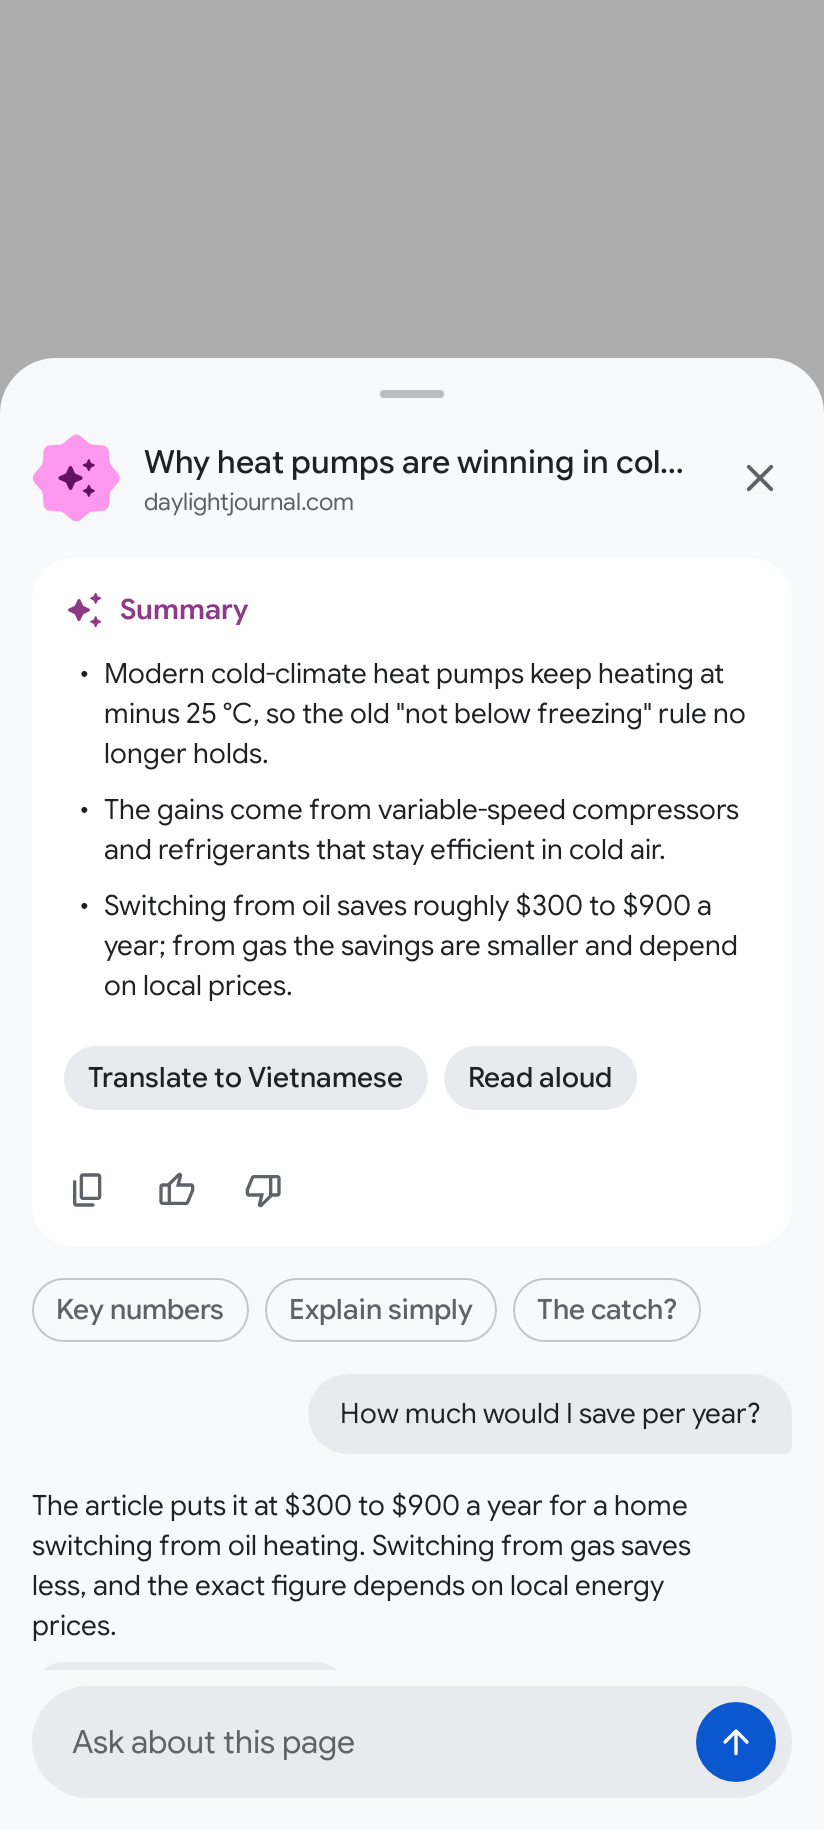 Why heat pumps are winning in col...
daylightjournal.com
Summary
• Modern cold-climate heat pumps keep heating at
minus 25 °C, so the old "not below freezing" rule no
longer holds.
• The gains come from variable-speed compressors
and refrigerants that stay efficient in cold air.
• Switching from oil saves roughly $300 to $900 a
year; from gas the savings are smaller and depend
on local prices.
Translate to Vietnamese
Read aloud
Key numbers
Explain simply
The catch?
How much would I save per year?
The article puts it at $300 to $900 a year for a home
switching from oil heating. Switching from gas saves
less, and the exact figure depends on local energy
prices.
Ask about this page